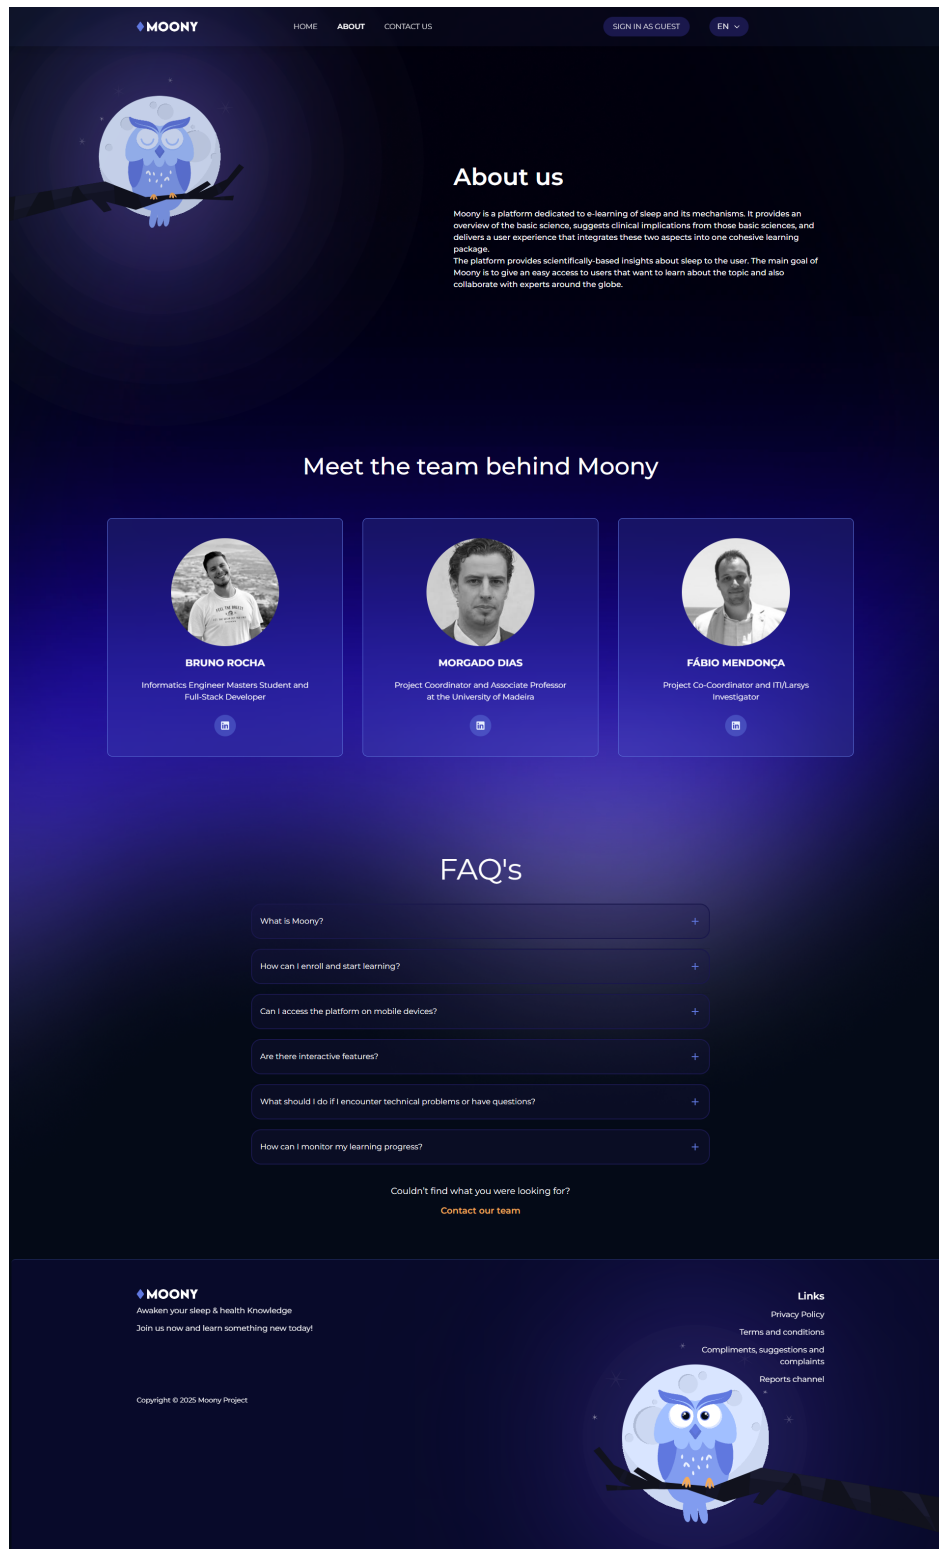 MOONY
HOME
ABOUT
CONTACT US
SIGN IN AS GUEST
EN
About us
Moony is a platform dedicated to e-learning of sleep and its mechanisms. It provides an
overview of the basic science, suggests clinical implications from those basic sciences, and
delivers a user experience that integrates these two aspects into one cohesive learning
package.
The platform provides scientifically-based insights about sleep to the user. The main goal of
Moony is to give an easy access to users that want to learn about the topic and also
collaborate with experts around the globe.
Meet the team behind Moony
BRUNO ROCHA
Informatics Engineer Masters Student and
Full-Stack Developer
MORGADO DIAS
Project Coordinator and Associate Professor
at the University of Madeira
FÁBIO MENDONÇA
Project Co-Coordinator and ITI/Larsys
Investigator
FAQ's
What is Moony?
How can I enroll and start learning?
Can I access the platform on mobile devices?
Are there interactive features?
What should I do if I encounter technical problems or have questions?
How can I monitor my learning progress?
Couldn't find what you were looking for?
Contact our team
MOONY
Awaken your sleep & health Knowledge
Join us now and learn something new today!
Copyright © 2025 Moony Project
Links
Privacy Policy
Terms and conditions
Compliments, suggestions and
complaints
Reports channel